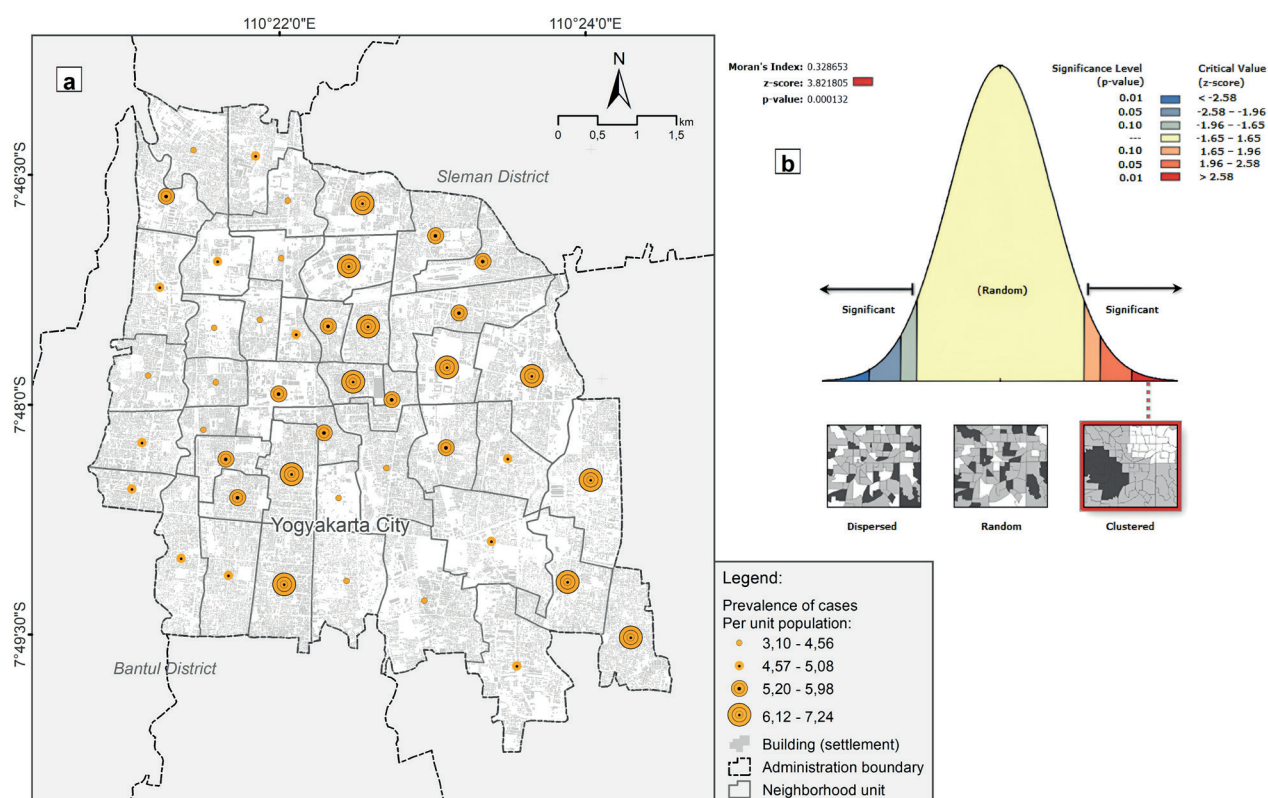 110°22'0"E
110°24'0"E
a
N
0 0,5 1 1,5
km
Sleman District
7°46'30"S
7°48'0"S
7°49'30"S
Yogyakarta City
Bantul District
Legend:
Prevalence of cases
Per unit population:
3,10 - 4,56
4,57 - 5,08
5,20 - 5,98
6,12 - 7,24
Building (settlement)
Administration boundary
Neighborhood unit
b
Moran's Index: 0.328653
z-score: 3.821805
p-value: 0.000132
Significance Level
(p-value)
Critical Value
(z-score)
0.01 < -2.58
0.05 -2.58 – -1.96
0.10 -1.96 – -1.65
--- -1.65 – 1.65
0.10 1.65 – 1.96
0.05 1.96 – 2.58
0.01 > 2.58
Significant
(Random)
Significant
Dispersed
Random
Clustered